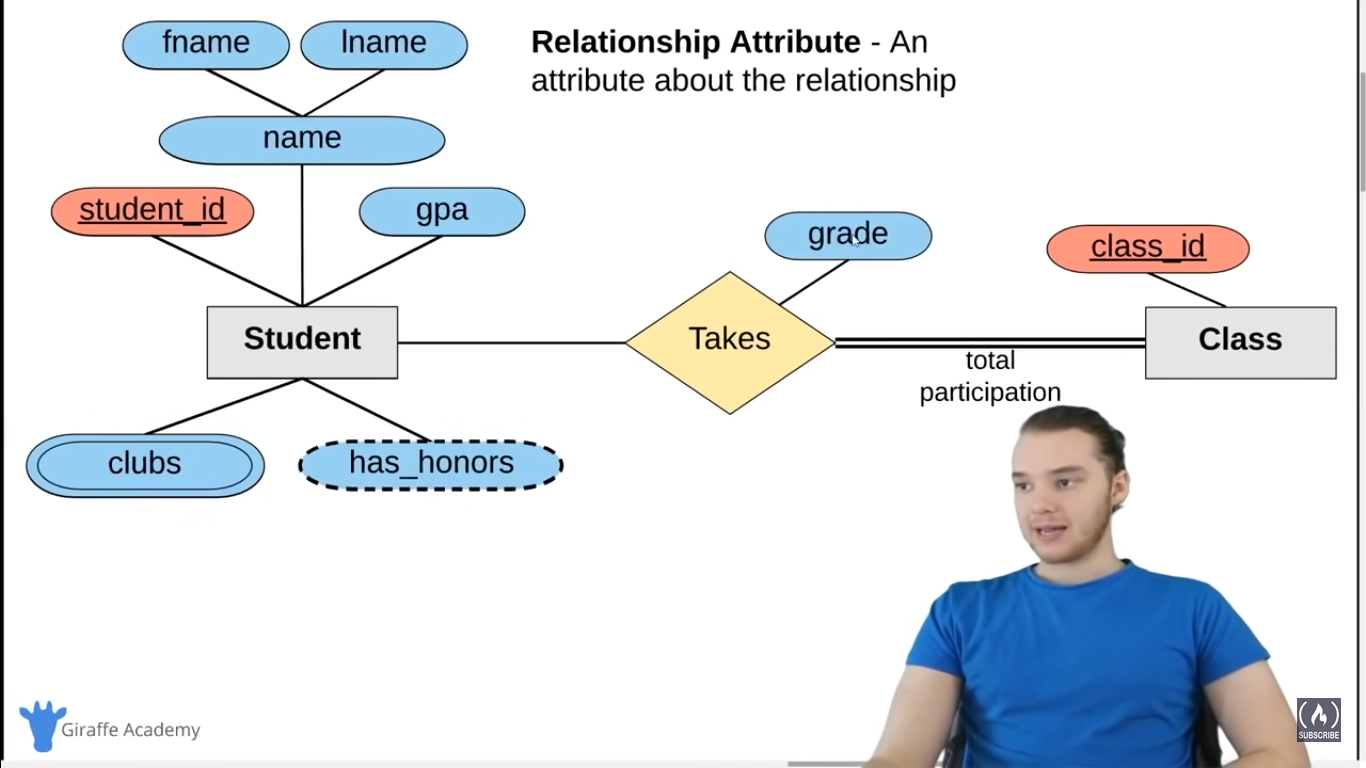 fname
lname
Relationship Attribute - An
attribute about the relationship
name
student_id
gpa
grade
class_id
Student
Takes
Class
total
participation
clubs
has_honors
Giraffe Academy
SUBSCRIBE